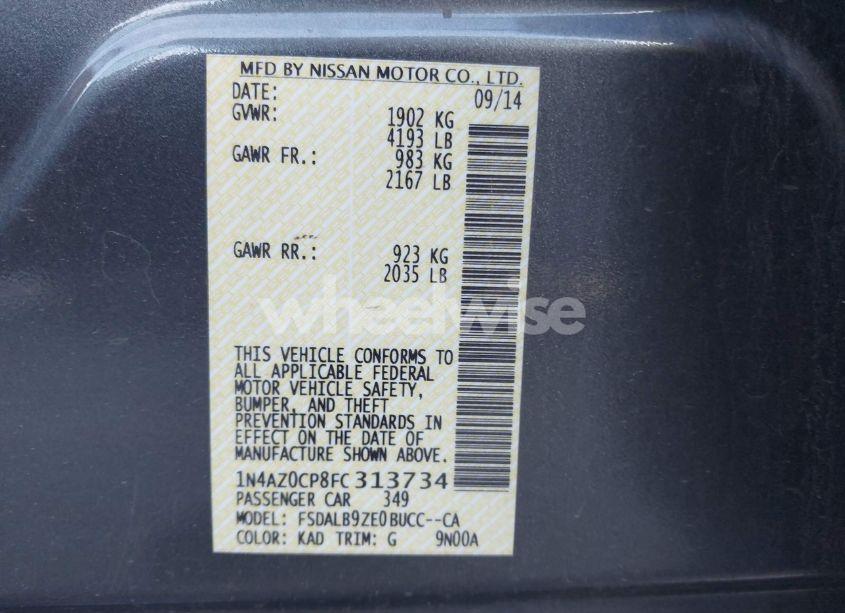 MFD BY NISSAN MOTOR CO., LTD.
DATE: 09/14
GVWR: 1902 KG
4193 LB
GAWR FR.: 983 KG
2167 LB
GAWR RR.: 923 KG
2035 LB
wheelwise
THIS VEHICLE CONFORMS TO
ALL APPLICABLE FEDERAL
MOTOR VEHICLE SAFETY,
BUMPER, AND THEFT
PREVENTION STANDARDS IN
EFFECT ON THE DATE OF
MANUFACTURE SHOWN ABOVE.
1N4AZ0CP8FC313734
PASSENGER CAR 349
MODEL: FSDALB9ZE0BUCC--CA
COLOR: KAD TRIM: G 9N00A